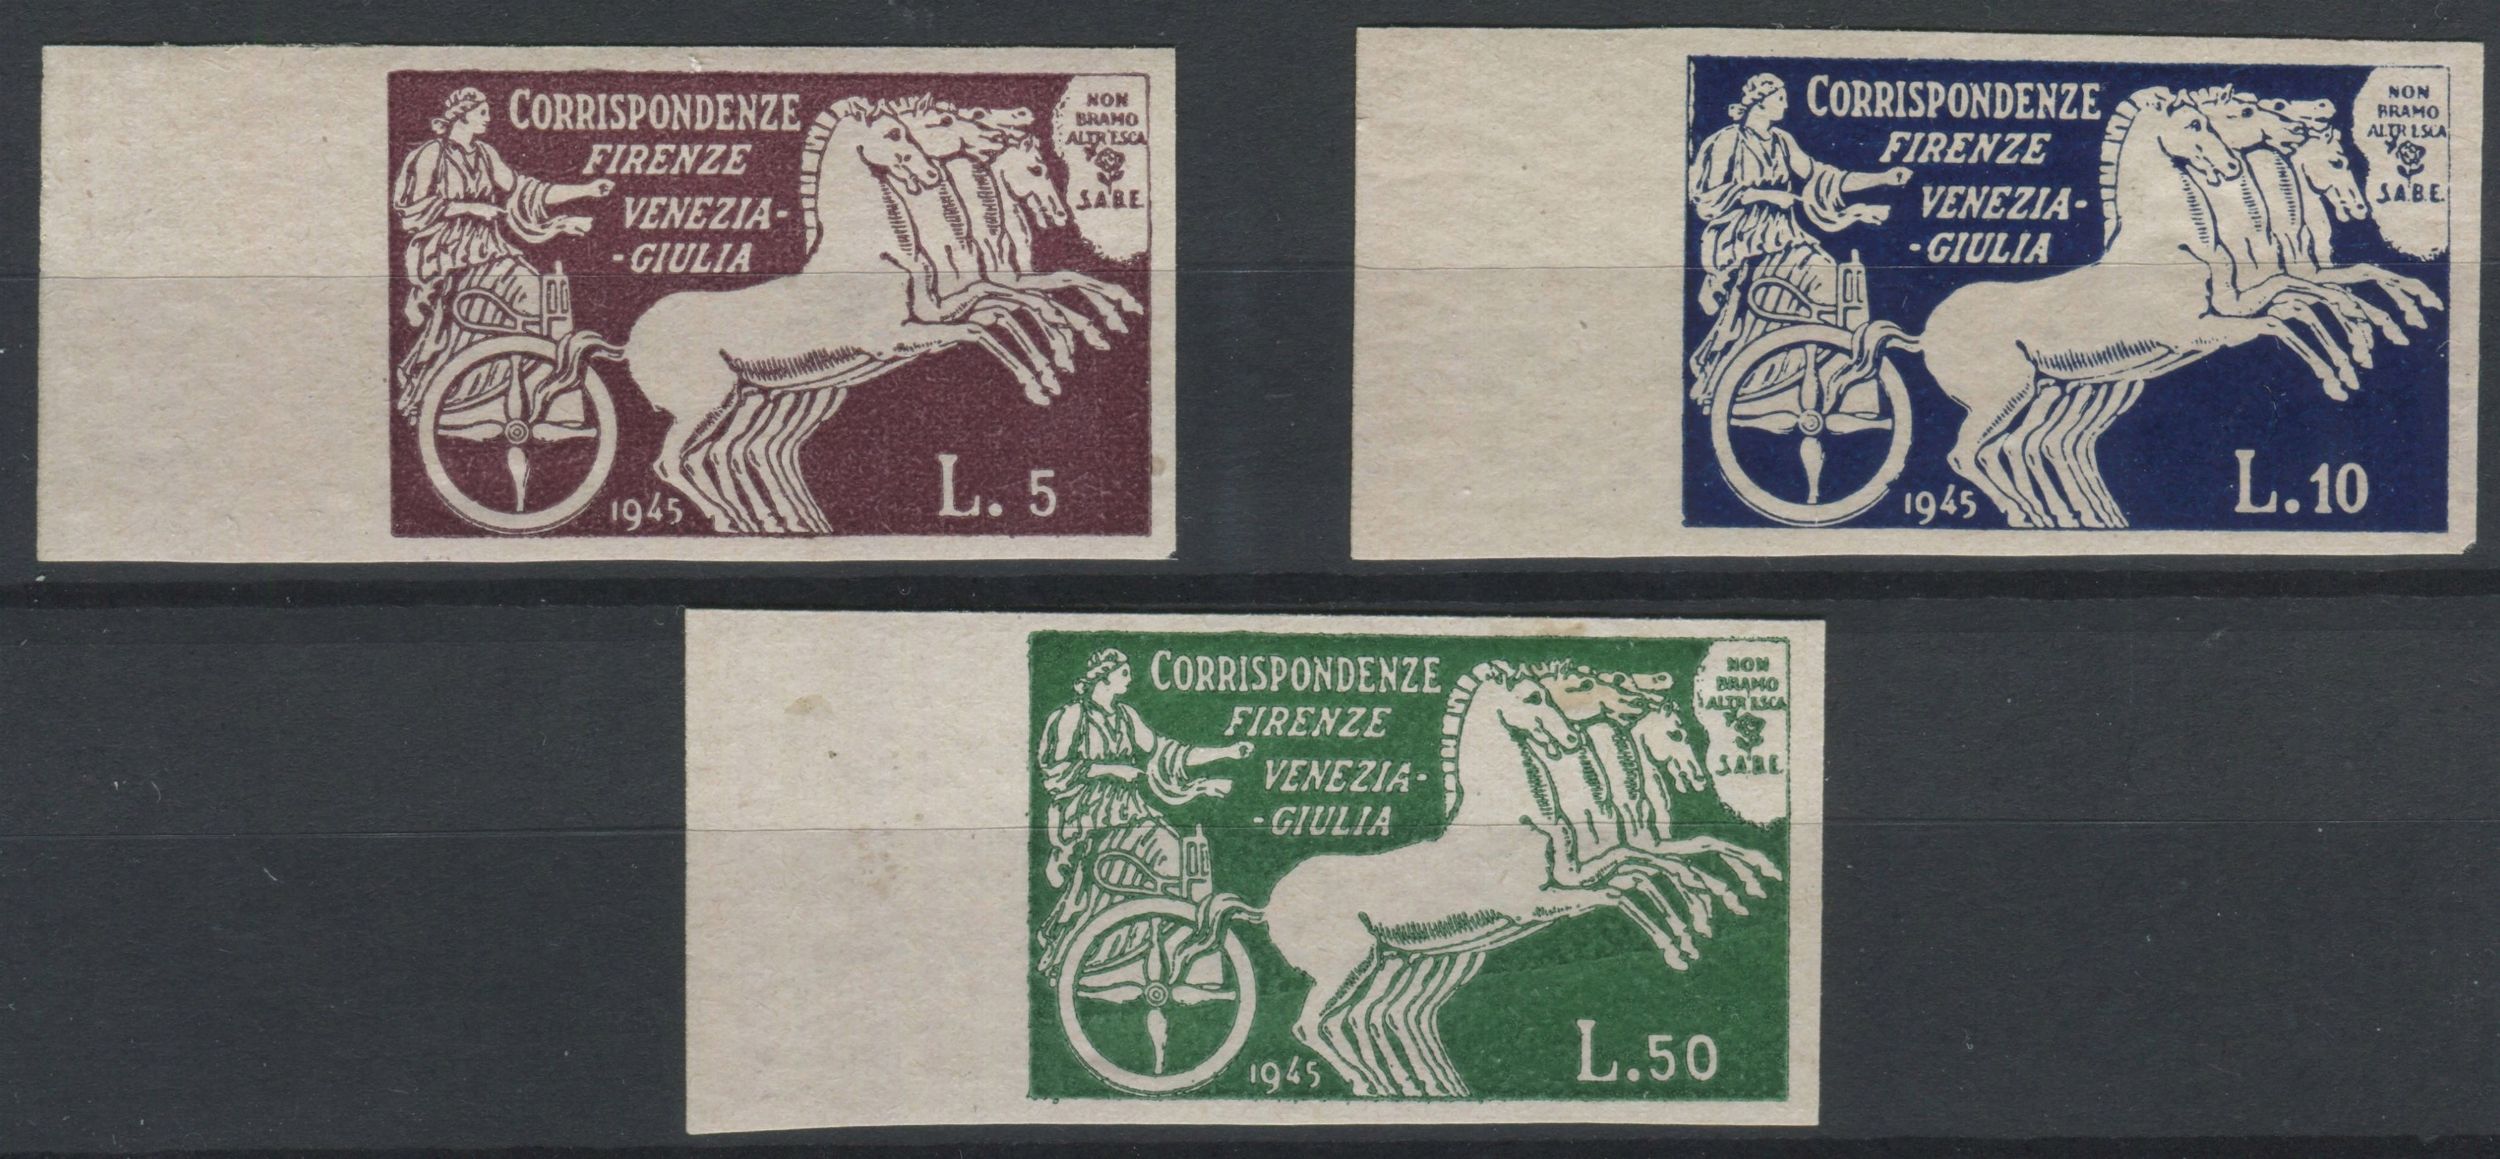 CORRISPONDENZE
FIRENZE
VENEZIA-
-GIULIA
NON
BRAMO
ALTR'ESCA
S.A.B.E.
1945
L. 5
CORRISPONDENZE
FIRENZE
VENEZIA-
-GIULIA
NON
BRAMO
ALTR'ESCA
S.A.B.E.
1945
L. 10
CORRISPONDENZE
FIRENZE
VENEZIA-
-GIULIA
NON
BRAMO
ALTR'ESCA
S.A.B.E.
1945
L. 50